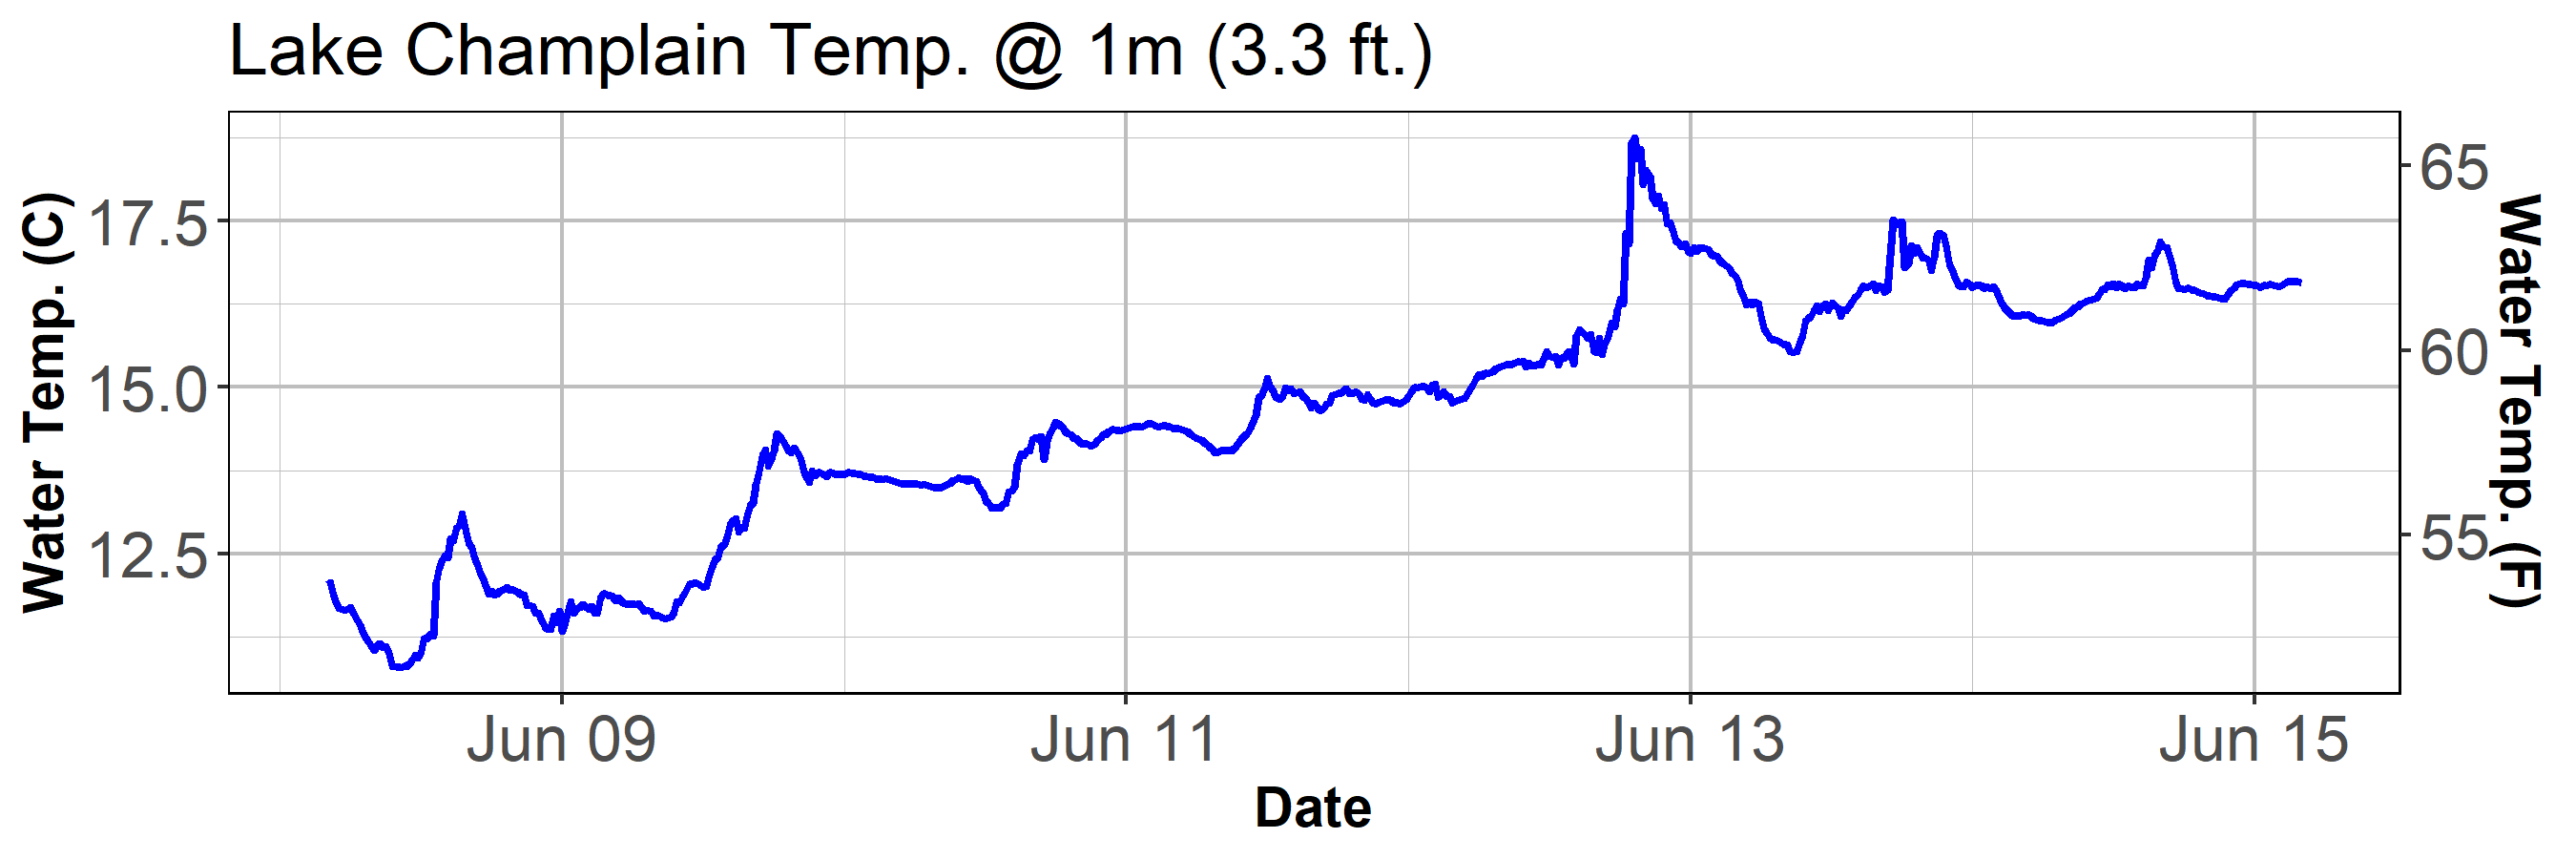 Lake Champlain Temp. @ 1m (3.3 ft.)
Water Temp. (C)
17.5
15.0
12.5
65
60
55
Water Temp. (F)
Jun 09
Jun 11
Jun 13
Jun 15
Date